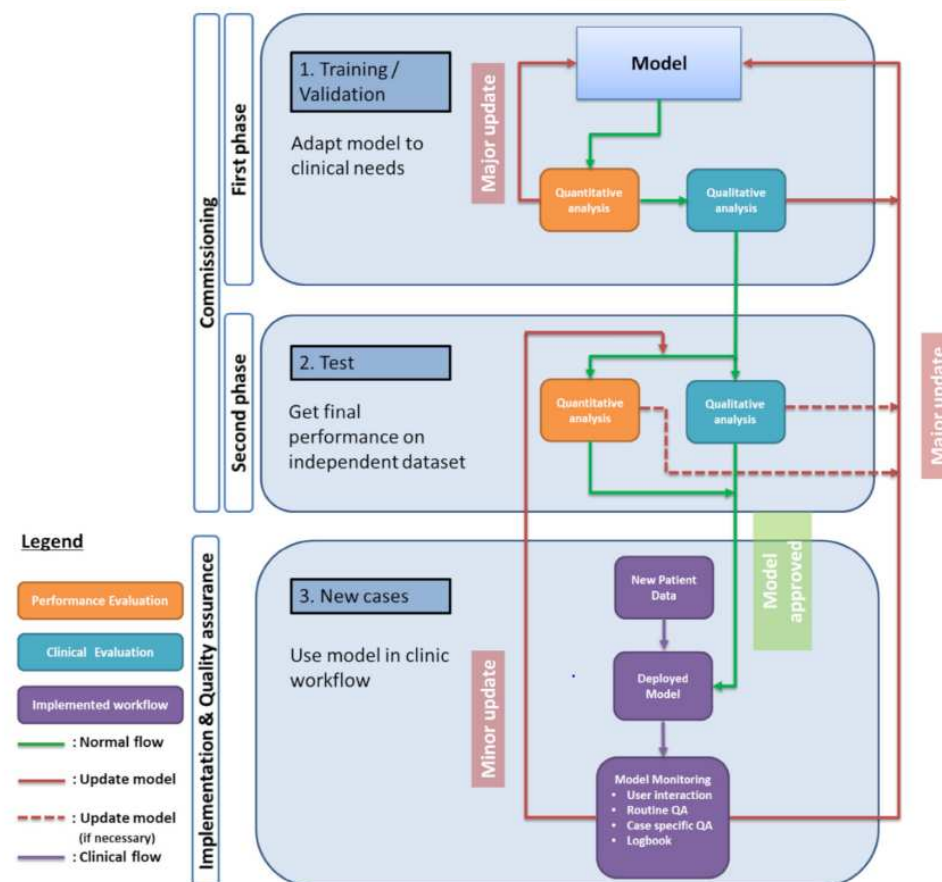 Commissioning
First phase
1. Training /
Validation
Adapt model to
clinical needs
Major update
Model
Quantitative
analysis
Qualitative
analysis
Second phase
2. Test
Get final
performance on
independent dataset
Quantitative
analysis
Qualitative
analysis
Major update
Model
approved
Implementation & Quality assurance
3. New cases
Use model in clinic
workflow
Minor update
New Patient
Data
Deployed
Model
Model Monitoring
• User interaction
• Routine QA
• Case specific QA
• Logbook
Legend
Performance Evaluation
Clinical Evaluation
Implemented workflow
: Normal flow
: Update model
: Update model
(if necessary)
: Clinical flow